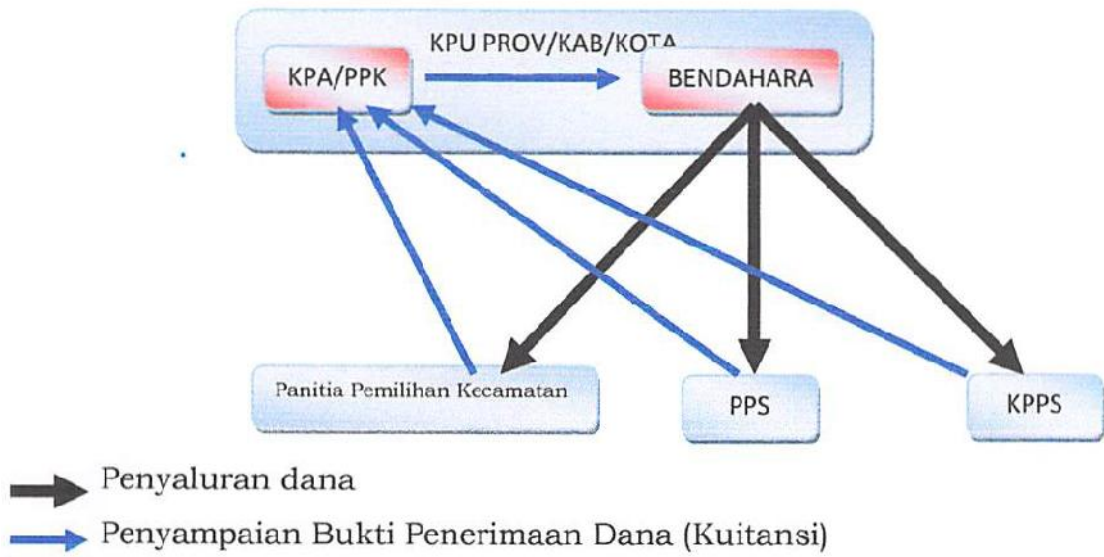 KPU PROV/KAB/KOTA
KPA/PPK
BENDAHARA
Panitia Pemilihan Kecamatan
PPS
KPPS
Penyaluran dana
Penyampaian Bukti Penerimaan Dana (Kuitansi)